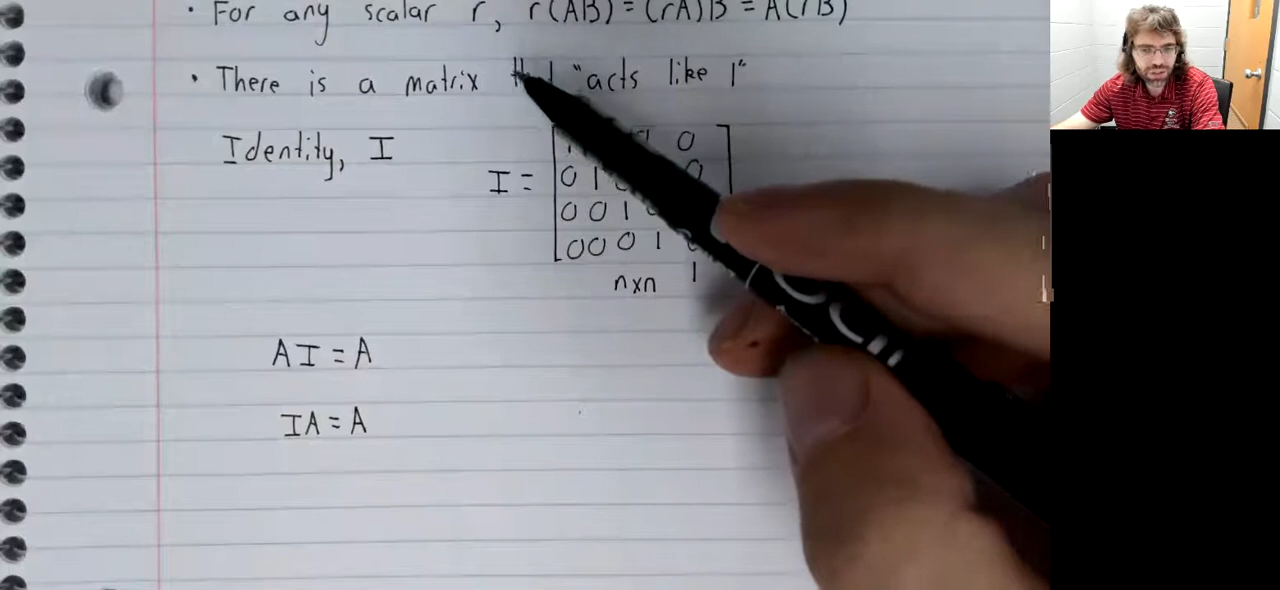 • For any scalar r, r(AB) = (rA)B = A(rB)
• There is a matrix "acts like 1"
Identity, I
I =
0 1
0 0 1
0 0 0 1
n×n
AI = A
IA = A